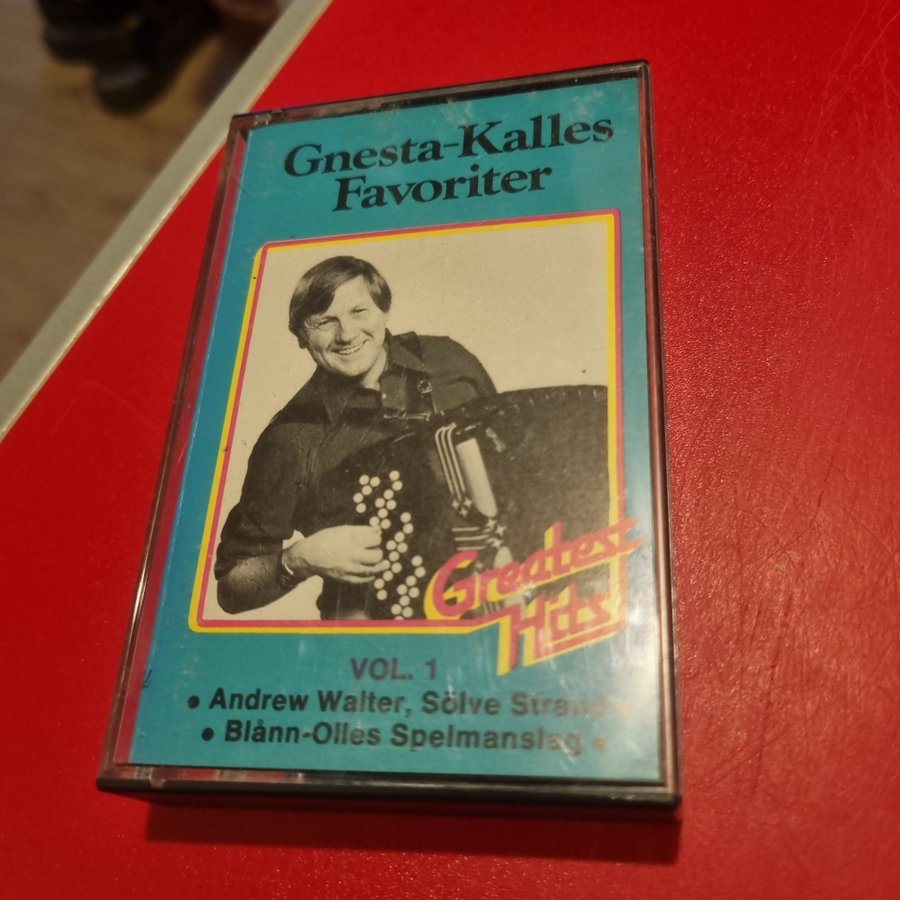 Gnesta-Kalles
Favoriter
Greatest
Hits
VOL. 1
• Andrew Walter, Sölve Strand •
• Blånn-Olles Spelmanslag •